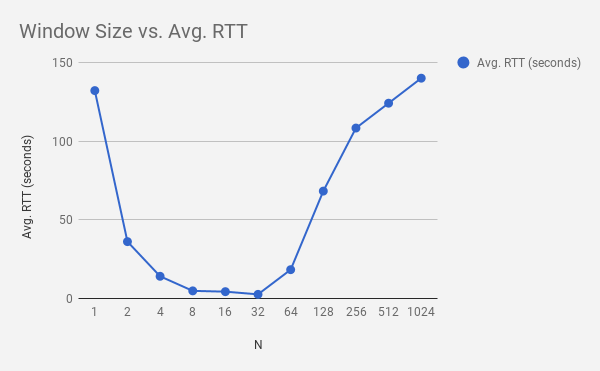 Window Size vs. Avg. RTT
Avg. RTT (seconds)
150
100
50
0
Avg. RTT (seconds)
1 2 4 8 16 32 64 128 256 512 1024
N